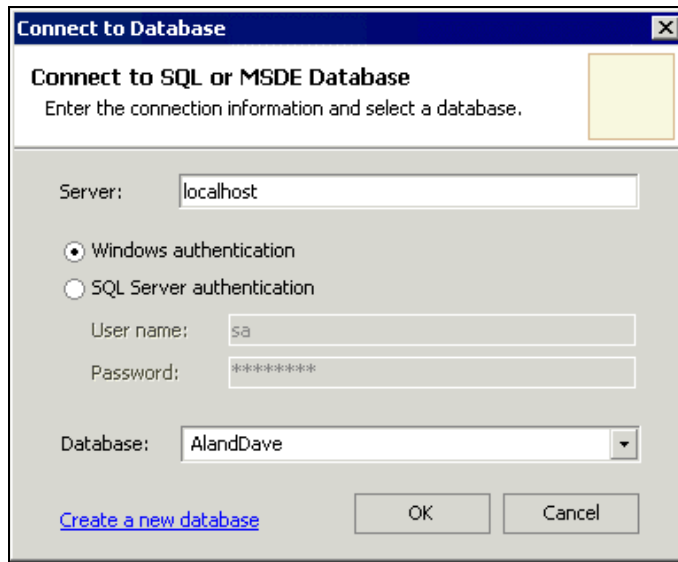 Connect to Database
Connect to SQL or MSDE Database
Enter the connection information and select a database.
Server: localhost
Windows authentication
SQL Server authentication
User name: sa
Password: ********
Database: AlandDave
Create a new database OK Cancel